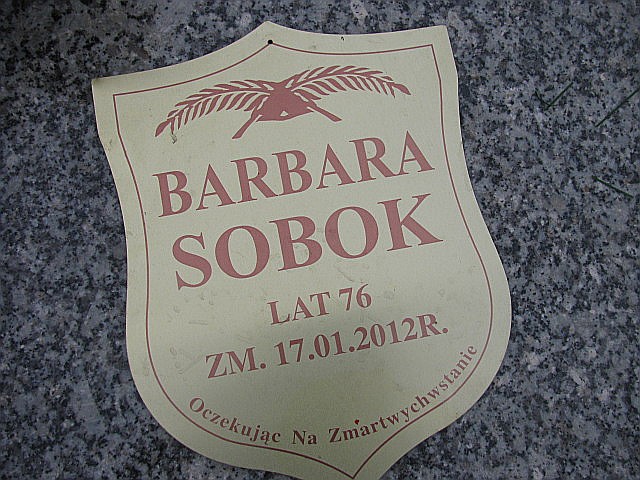 BARBARA
SOBOK
LAT 76
ZM. 17.01.2012R.
Oczekując Na Zmartwychwstanie